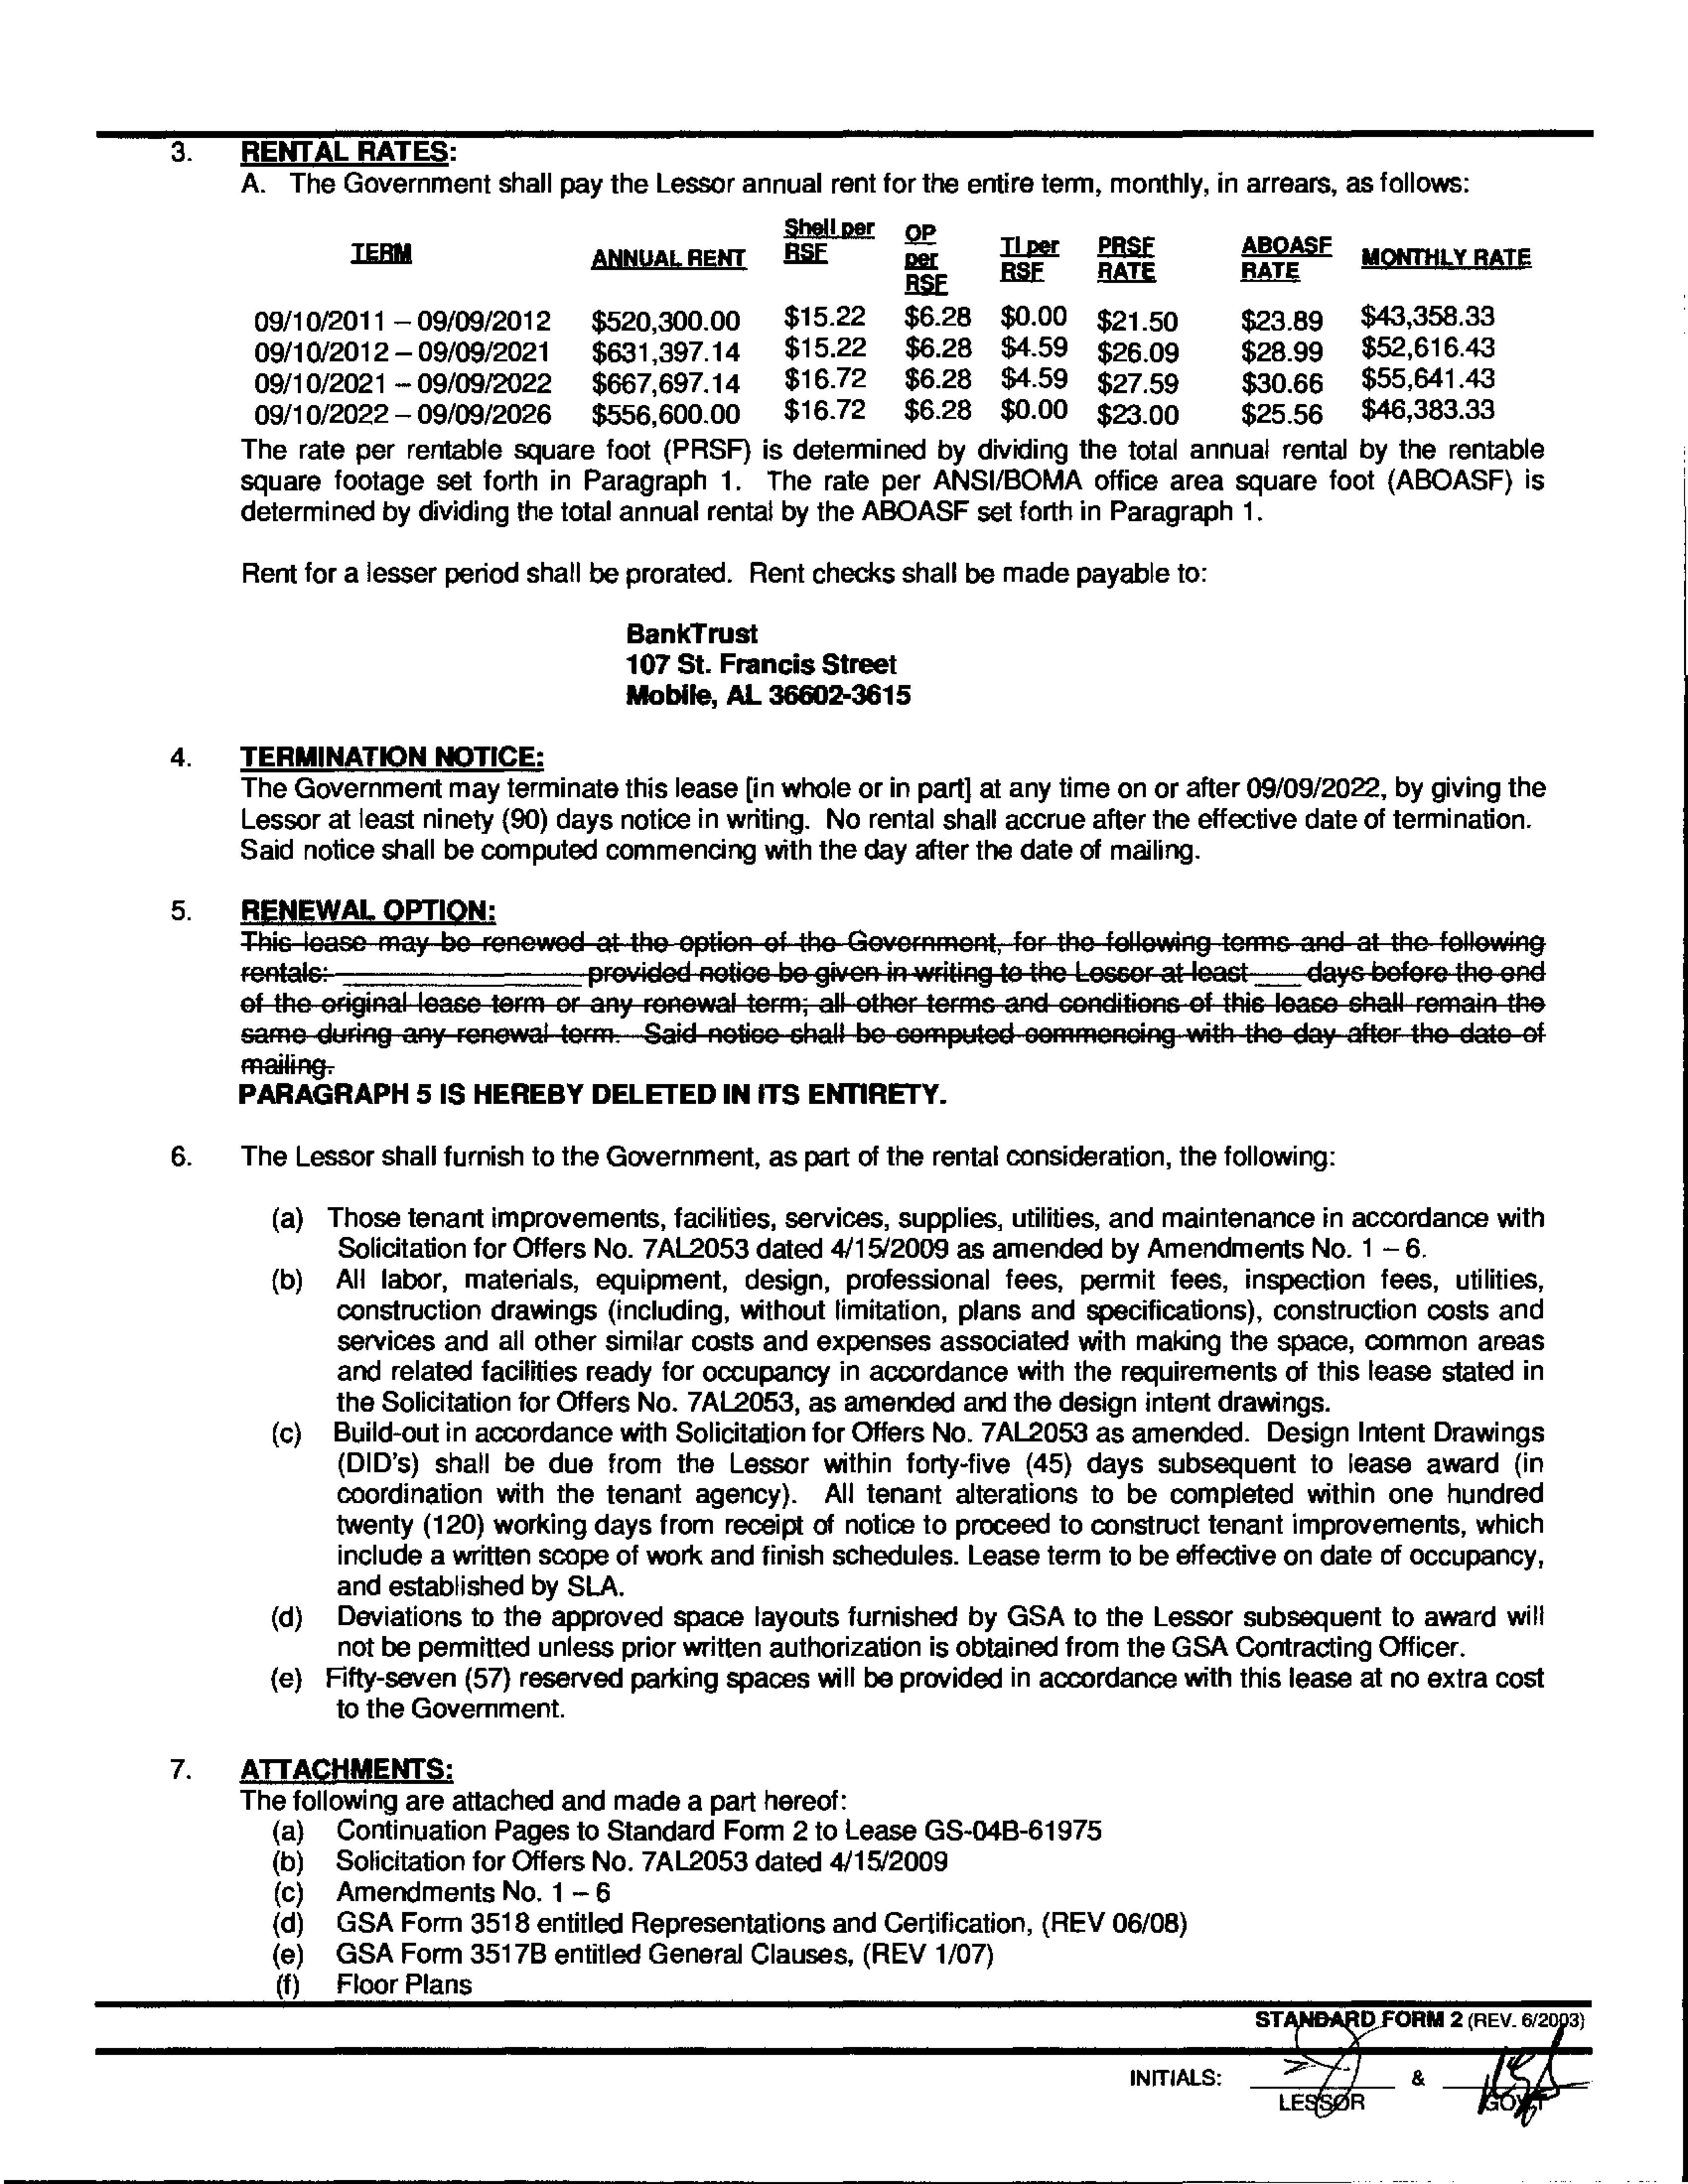 3. RENTAL RATES:
A. The Government shall pay the Lessor annual rent for the entire term, monthly, in arrears, as follows:
TERM ANNUAL RENT Shell per RSF OP per RSF TI per RSF PRSF RATE ABOASF RATE MONTHLY RATE
09/10/2011 – 09/09/2012 $520,300.00 $15.22 $6.28 $0.00 $21.50 $23.89 $43,358.33
09/10/2012 – 09/09/2021 $631,397.14 $15.22 $6.28 $4.59 $26.09 $28.99 $52,616.43
09/10/2021 – 09/09/2022 $667,697.14 $16.72 $6.28 $4.59 $27.59 $30.66 $55,641.43
09/10/2022 – 09/09/2026 $556,600.00 $16.72 $6.28 $0.00 $23.00 $25.56 $46,383.33
The rate per rentable square foot (PRSF) is determined by dividing the total annual rental by the rentable
square footage set forth in Paragraph 1. The rate per ANSI/BOMA office area square foot (ABOASF) is
determined by dividing the total annual rental by the ABOASF set forth in Paragraph 1.
Rent for a lesser period shall be prorated. Rent checks shall be made payable to:
BankTrust
107 St. Francis Street
Mobile, AL 36602-3615
4. TERMINATION NOTICE:
The Government may terminate this lease [in whole or in part] at any time on or after 09/09/2022, by giving the
Lessor at least ninety (90) days notice in writing. No rental shall accrue after the effective date of termination.
Said notice shall be computed commencing with the day after the date of mailing.
5. RENEWAL OPTION:
This lease may be renewed at the option of the Government, for the following terms and at the following
rentals: ________________ provided notice be given in writing to the Lessor at least ___ days before the end
of the original lease term or any renewal term; all other terms and conditions of this lease shall remain the
same during any renewal term. Said notice shall be computed commencing with the day after the date of
mailing.
PARAGRAPH 5 IS HEREBY DELETED IN ITS ENTIRETY.
6. The Lessor shall furnish to the Government, as part of the rental consideration, the following:
(a) Those tenant improvements, facilities, services, supplies, utilities, and maintenance in accordance with
Solicitation for Offers No. 7AL2053 dated 4/15/2009 as amended by Amendments No. 1 – 6.
(b) All labor, materials, equipment, design, professional fees, permit fees, inspection fees, utilities,
construction drawings (including, without limitation, plans and specifications), construction costs and
services and all other similar costs and expenses associated with making the space, common areas
and related facilities ready for occupancy in accordance with the requirements of this lease stated in
the Solicitation for Offers No. 7AL2053, as amended and the design intent drawings.
(c) Build-out in accordance with Solicitation for Offers No. 7AL2053 as amended. Design Intent Drawings
(DID's) shall be due from the Lessor within forty-five (45) days subsequent to lease award (in
coordination with the tenant agency). All tenant alterations to be completed within one hundred
twenty (120) working days from receipt of notice to proceed to construct tenant improvements, which
include a written scope of work and finish schedules. Lease term to be effective on date of occupancy,
and established by SLA.
(d) Deviations to the approved space layouts furnished by GSA to the Lessor subsequent to award will
not be permitted unless prior written authorization is obtained from the GSA Contracting Officer.
(e) Fifty-seven (57) reserved parking spaces will be provided in accordance with this lease at no extra cost
to the Government.
7. ATTACHMENTS:
The following are attached and made a part hereof:
(a) Continuation Pages to Standard Form 2 to Lease GS-04B-61975
(b) Solicitation for Offers No. 7AL2053 dated 4/15/2009
(c) Amendments No. 1 – 6
(d) GSA Form 3518 entitled Representations and Certification, (REV 06/08)
(e) GSA Form 3517B entitled General Clauses, (REV 1/07)
(f) Floor Plans
STANDARD FORM 2 (REV. 6/2003)
INITIALS: &
LESSOR GOV'T